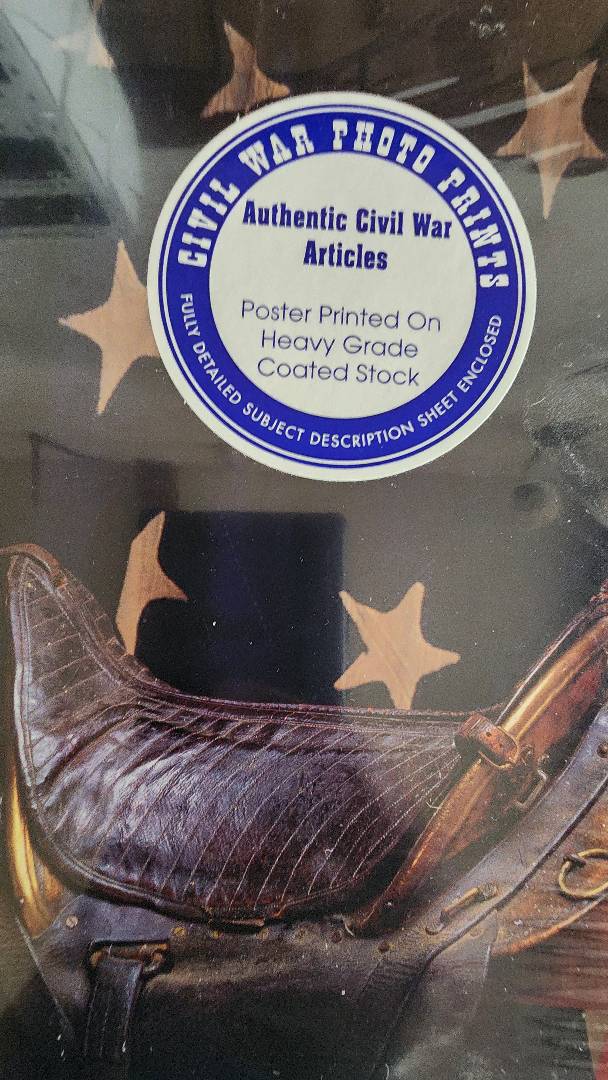 CIVIL WAR PHOTO PRINTS
Authentic Civil War
Articles
Poster Printed On
Heavy Grade
Coated Stock
FULLY DETAILED SUBJECT DESCRIPTION SHEET ENCLOSED